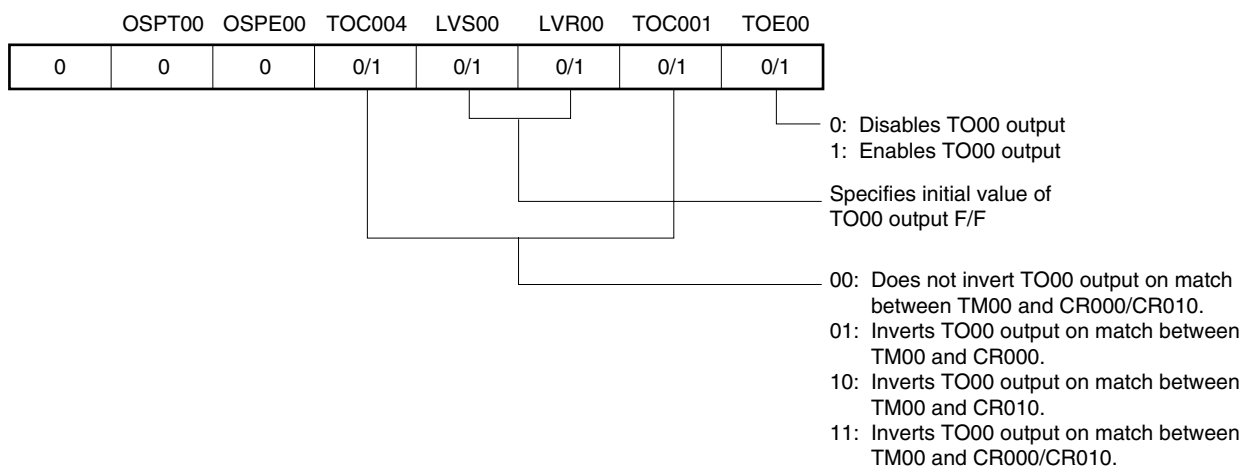 OSPT00 OSPE00 TOC004 LVS00 LVR00 TOC001 TOE00
0 0 0 0/1 0/1 0/1 0/1 0/1
0: Disables TO00 output
1: Enables TO00 output
Specifies initial value of
TO00 output F/F
00: Does not invert TO00 output on match
between TM00 and CR000/CR010.
01: Inverts TO00 output on match between
TM00 and CR000.
10: Inverts TO00 output on match between
TM00 and CR010.
11: Inverts TO00 output on match between
TM00 and CR000/CR010.